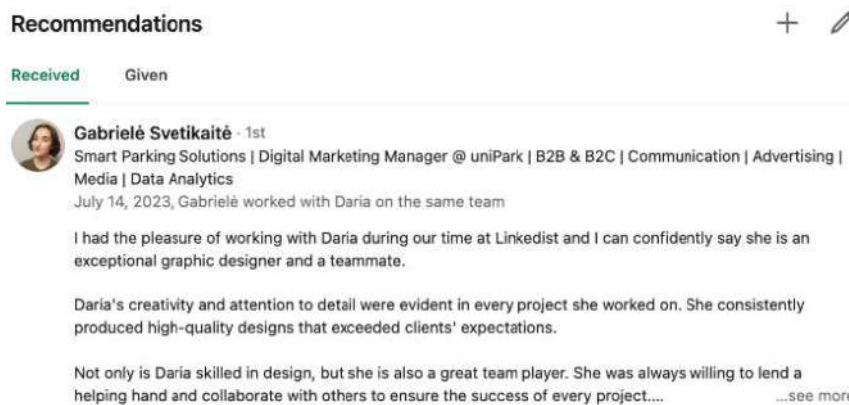 Recommendations
Received Given
Gabrielė Svetikaitė · 1st
Smart Parking Solutions | Digital Marketing Manager @ uniPark | B2B & B2C | Communication | Advertising |
Media | Data Analytics
July 14, 2023, Gabrielė worked with Daria on the same team
I had the pleasure of working with Daria during our time at Linkedist and I can confidently say she is an
exceptional graphic designer and a teammate.
Daria's creativity and attention to detail were evident in every project she worked on. She consistently
produced high-quality designs that exceeded clients' expectations.
Not only is Daria skilled in design, but she is also a great team player. She was always willing to lend a
helping hand and collaborate with others to ensure the success of every project.... ...see more